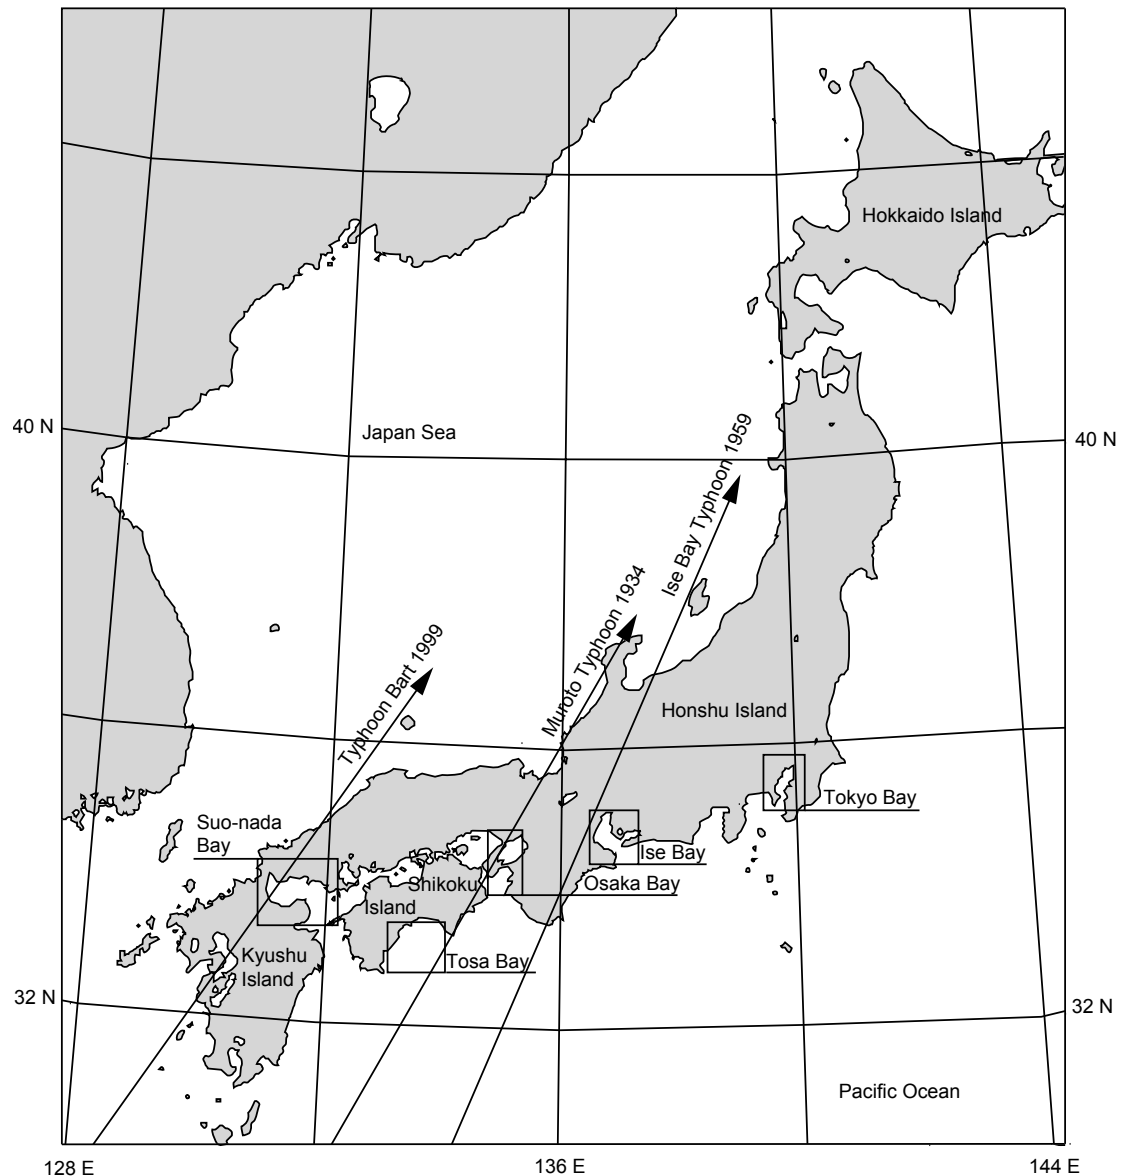 Hokkaido Island
40 N
Japan Sea
40 N
Ise Bay Typhoon 1959
Muroto Typhoon 1934
Typhoon Bart 1999
Honshu Island
Tokyo Bay
Suo-nada
Bay
Ise Bay
Shikoku
Island
Osaka Bay
Kyushu
Island
Tosa Bay
32 N
32 N
Pacific Ocean
128 E
136 E
144 E